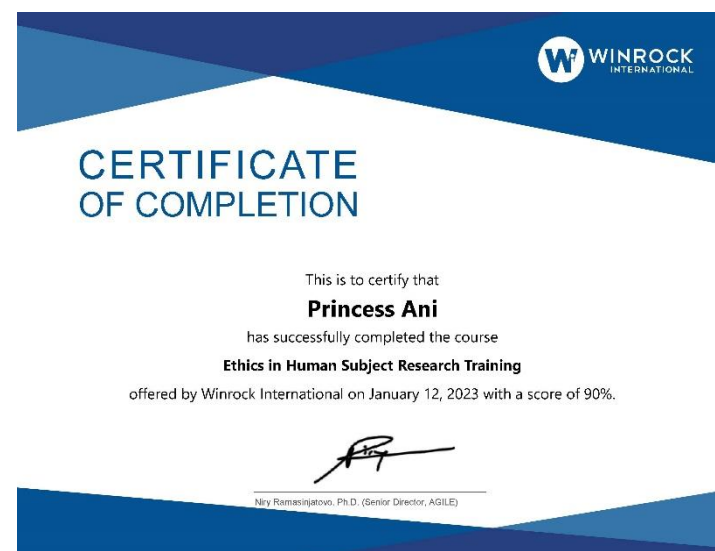 WINROCK
INTERNATIONAL
CERTIFICATE
OF COMPLETION
This is to certify that
Princess Ani
has successfully completed the course
Ethics in Human Subject Research Training
offered by Winrock International on January 12, 2023 with a score of 90%.
Niry Ramasinjatovo, Ph.D. (Senior Director, AGILE)